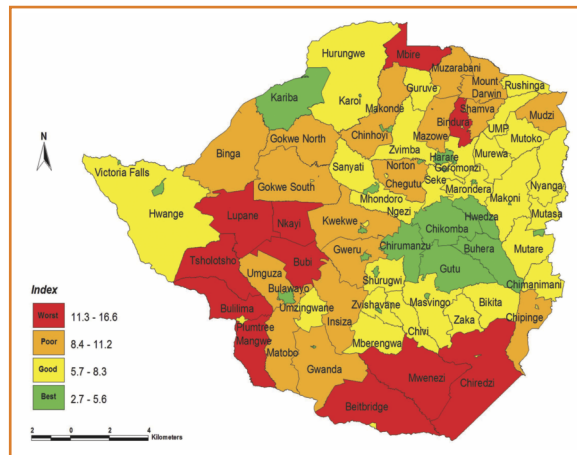 Hurungwe
Mbire
Muzarabani
Mount
Darwin
Rushinga
Guruve
Kariba
Karoi
Makonde
Shamva
Bindura
Mudzi
UMP
Mutoko
Chinhoyi
Mazowe
Zvimba
Binga
Gokwe North
Sanyati
Norton
Harare
Goromonzi
Murewa
Victoria Falls
Gokwe South
Chegutu
Seke
Marondera
Nyanga
Makoni
Hwange
Mhondoro
Ngezi
Hwedza
Mutasa
Lupane
Nkayi
Kwekwe
Chikomba
Chirumanzu
Buhera
Mutare
Tsholotsho
Bubi
Gweru
Gutu
Umguza
Shurugwi
Chimanimani
Bulawayo
Bulilima
Umzingwane
Zvishavane
Masvingo
Bikita
Plumtree
Mangwe
Insiza
Chivi
Zaka
Chipinge
Matobo
Mberengwa
Gwanda
Mwenezi
Chiredzi
Beitbridge
N
Index
Worst 11.3 - 16.6
Poor 8.4 - 11.2
Good 5.7 - 8.3
Best 2.7 - 5.6
2 0 2 4
Kilometers